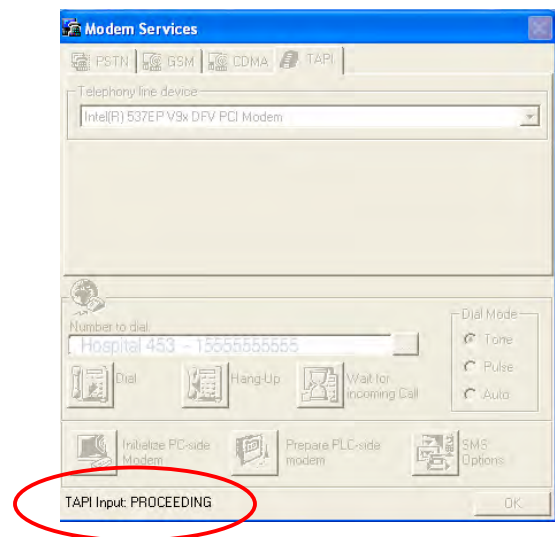 Modem Services
PSTN GSM CDMA TAPI
Telephony line device
Intel(R) 537EP V9x DFV PCI Modem
Number to dial
Hospital 453 - 15555555555
Dial Mode
Tone
Pulse
Auto
Dial
Hang-Up
Wait for
incoming Call
Initialize PC-side
Modem
Prepare PLC-side
modem
SMS
Options
TAPI Input: PROCEEDING
OK